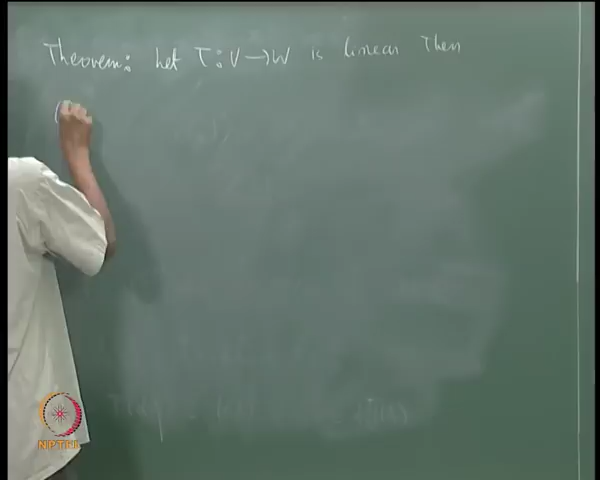 Theorem: Let T: V → W is linear Then
(
NPTEL